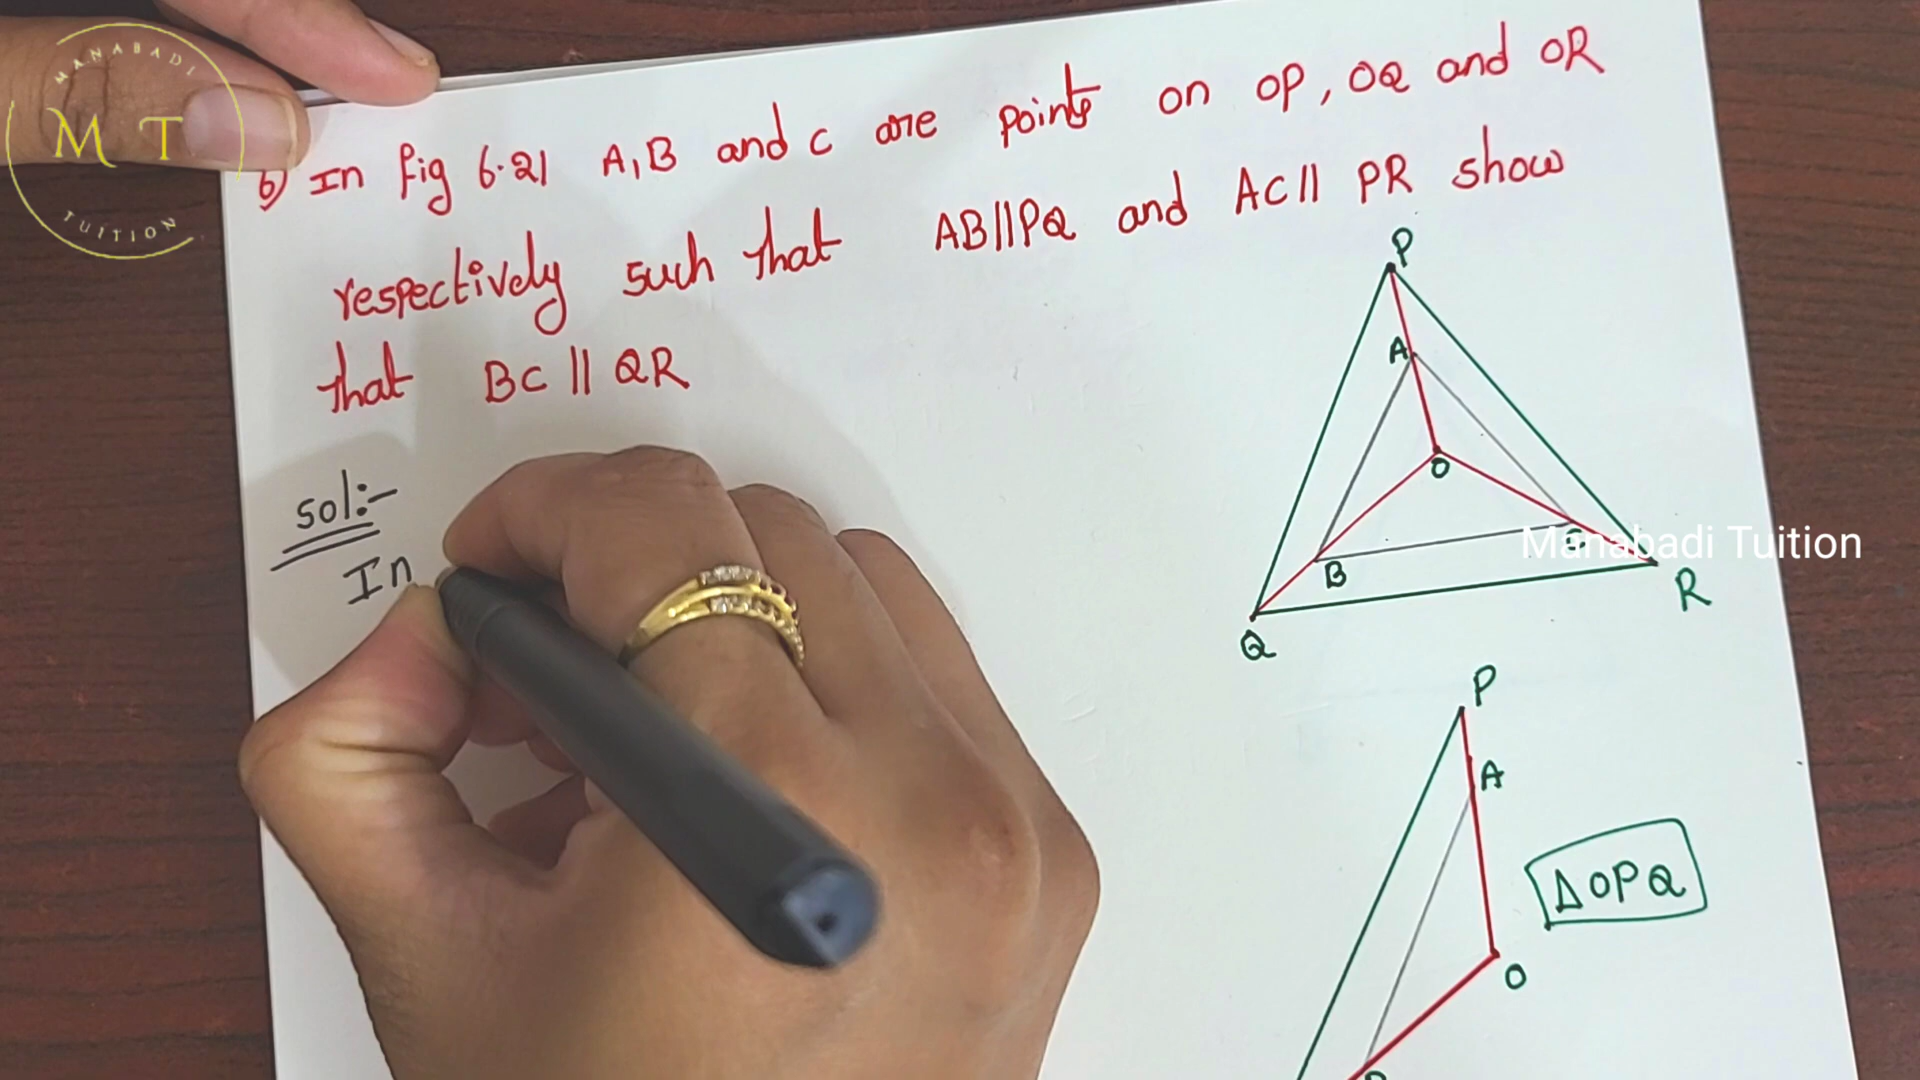 MANABADI
M T
TUITION
6) In fig 6.21 A,B and C are points on OP, OQ and OR
respectively such that AB||PQ and AC|| PR show
that BC || QR
Sol:-
In
P
A
O
B
Q
R
Manabadi Tuition
P
A
ΔOPQ
O